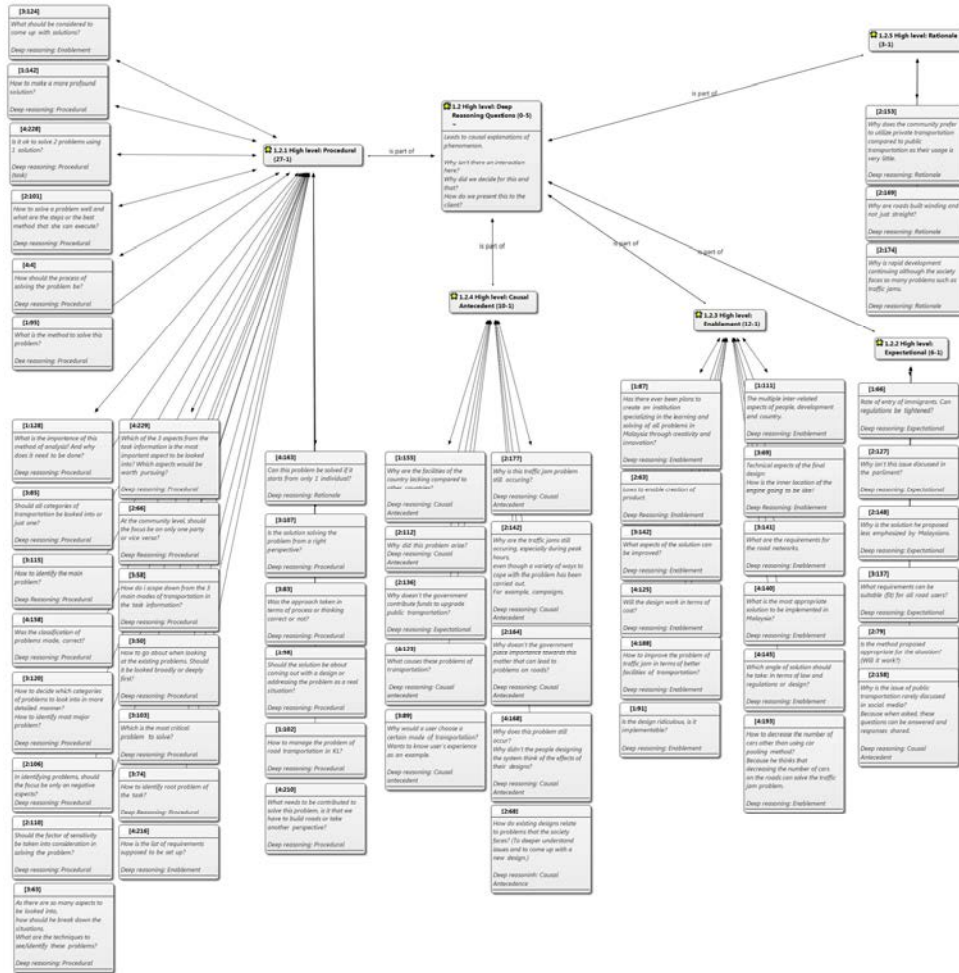 [3:124]
What should be considered to
come up with solutions?
Deep reasoning: Enablement
[1:142]
How to make a more profound
solution?
Deep reasoning: Procedural
[4:228]
Is it ok to solve 2 problems using
1 solution?
Deep reasoning: Procedural
(task)
[2:101]
How to solve a problem well and
what are the steps or the best
method that she can execute?
Deep reasoning: Procedural
[4:4]
How should the process of
solving the problem be?
Deep reasoning: Procedural
[1:95]
What is the method to solve this
problem?
Dee reasoning: Procedural
1.2.1 High level: Procedural
(27-1)
is part of
1.2 High level: Deep
Reasoning Questions (0-5)
~
Leads to causal explanations of
phenomenon.
Why isn't there an interaction
here?
Why did we decide for this and
that?
How do we present this to the
client?
is part of
1.2.5 High level: Rationale
(3-1)
[2:153]
Why does the community prefer
to utilize private transportation
compared to public
transportation as their usage is
very little.
Deep reasoning: Rationale
[2:169]
Why are roads built winding and
not just straight?
Deep reasoning: Rationale
[2:174]
Why is rapid development
continuing although the society
faces so many problems such as
traffic jams.
Deep reasoning: Rationale
is part of
is part of
is part of
1.2.4 High level: Causal
Antecedent (10-1)
1.2.3 High level:
Enablement (12-1)
1.2.2 High level:
Expectational (6-1)
[1:128]
What is the importance of this
method of analysis? And why
does it need to be done?
Deep reasoning: Procedural
[3:85]
Should all categories of
transportation be looked into or
just one?
Deep reasoning: Procedural
[3:115]
How to identify the main
problem?
Deep Reasoning: Procedural
[4:158]
Was the classification of
problems made, correct?
Deep reasoning: Procedural
[3:120]
How to decide which categories
of problems to look into in more
detailed manner?
How to identify most major
problem?
Deep reasoning: Procedural
[2:106]
In identifying problems, should
the focus be only on negative
aspects?
Deep reasoning: Procedural
[2:110]
Should the factor of sensitivity
be taken into consideration in
solving the problem?
Deep reasoning: Procedural
[3:63]
As there are so many aspects to
be looked into,
how should he break down the
situations.
What are the techniques to
see/identify these problems?
Deep reasoning: Procedural
[4:229]
Which of the 3 aspects from the
task information is the most
important aspect to be looked
into? Which aspects would be
worth pursuing?
Deep reasoning: Procedural
[2:66]
At the community level, should
the focus be on only one party
or vice versa?
Deep Reasoning: Procedural
[3:58]
How do i scope down from the 3
main modes of transportation in
the task information?
Deep reasoning: Procedural
[3:50]
How to go about when looking
at the existing problems. Should
it be looked broadly or deeply
first?
Deep reasoning: Procedural
[3:103]
Which is the most critical
problem to solve?
Deep reasoning: Procedural
[3:74]
How to identify root problem of
the task?
Deep Reasoning: Procedural
[4:216]
How is the list of requirements
supposed to be set up?
Deep reasoning: Enablement
[4:163]
Can this problem be solved if it
starts from only 1 individual?
Deep reasoning: Rationale
[3:107]
Is the solution solving the
problem from a right
perspective?
Deep reasoning: Procedural
[3:83]
Was the approach taken in
terms of process or thinking
correct or not?
Deep reasoning: Procedural
[1:98]
Should the solution be about
coming out with a design or
addressing the problem as a real
situation?
Deep reasoning: Procedural
[1:102]
How to manage the problem of
road transportation in KL?
Deep reasoning: Procedural
[4:210]
What needs to be contributed to
solve this problem, is it that we
have to build roads or take
another perspective?
Deep reasoning: Procedural
[1:155]
Why are the facilities of the
country lacking compared to
other countries?
Deep reasoning: Causal
Antecedent
[2:112]
Why did this problem arise?
Deep reasoning: Causal
Antecedent
[2:136]
Why doesn't the government
contribute funds to upgrade
public transportation?
Deep reasoning: Expectational
[4:123]
What causes these problems of
transportation?
Deep reasoning: Causal
antecedent
[3:89]
Why would a user choose a
certain mode of transportation?
Wants to know user's experience
as an example.
Deep reasoning: Causal
antecedent
[2:177]
Why is this traffic jam problem
still occuring?
Deep reasoning: Causal
Antecedent
[2:142]
Why are the traffic jams still
occuring, especially during peak
hours,
even though a variety of ways to
cope with the problem has been
carried out.
For example, campaigns.
Deep reasoning: Causal
Antecedent
[2:164]
Why doesn't the government
place importance towards this
matter that can lead to
problems on roads?
Deep reasoning: Causal
Antecedent
[4:168]
Why does this problem still
occur?
Why didn't the people designing
the system think of the effects of
their designs?
Deep reasoning: Causal
Antecedent
[2:68]
How do existing designs relate
to problems that the society
faces? (To deeper understand
issues and to come up with a
new design.)
Deep reasoninh: Causal
Antecedence
[1:87]
Has there ever been plans to
create an institution
specializing in the learning and
solving of all problems in
Malaysia through creativity and
innovation?
Deep reasoning: Enablement
[2:63]
Laws to enable creation of
product.
Deep Reasoning: Enablement
[3:142]
What aspects of the solution can
be improved?
Deep reasoning: Enablement
[4:125]
Will the design work in terms of
cost?
Deep reasoning: Enablement
[4:188]
How to improve the problem of
traffic jam in terms of better
facilities of transportation?
Deep reasoning: Enablement
[1:91]
Is the design ridiculous, is it
implementable?
Deep reasoning: Enablement
[1:111]
The multiple inter-related
aspects of people, development
and country.
Deep reasoning: Enablement
[3:69]
Technical aspects of the final
design:
How is the inner location of the
engine going to be like?
Deep reasoning: Enablement
[3:141]
What are the requirements for
the road networks.
Deep reasoning: Enablement
[4:140]
What is the most appropriate
solution to be implemented in
Malaysia?
Deep reasoning: Enablement
[4:145]
Which angle of solution should
he take: In terms of law and
regulations or design?
Deep reasoning: Enablement
[4:193]
How to decrease the number of
cars other than using car
pooling method?
Because he thinks that
decreasing the number of cars
on the roads can solve the traffic
jam problem.
Deep reasoning: Enablement
[1:66]
Rate of entry of immigrants. Can
regulations be tightened?
Deep reasoning: Expectational
[2:127]
Why isn't this issue discussed in
the parliment?
Deep reasoning: Expectational
[2:148]
Why is the solution he proposed
less emphasized by Malaysians.
Deep reasoning: Expectational
[3:137]
What requirements can be
suitable (fit) for all road users?
Deep reasoning: Expectational
[2:79]
Is the method proposed
appropriate for the situation?
(Will it work?)
Deep reasoning: Expectational
[2:158]
Why is the issue of public
transportation rarely discussed
in social media?
Because when asked, these
questions can be answered and
responses shared.
Deep reasoning: Causal
Antecedent